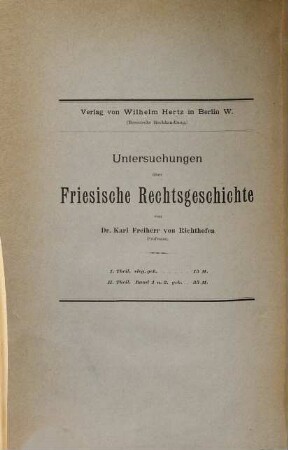 Verlag von Wilhelm Hertz in Berlin W.
(Bessersche Buchhandlung)
Untersuchungen
über
Friesische Rechtsgeschichte
von
Dr. Karl Freiherr von Richthofen
Professor.
I. Theil. eleg. geh. . . . . . 15 M.
II. Theil. Band 1 u. 2. geh. . . 35 M.